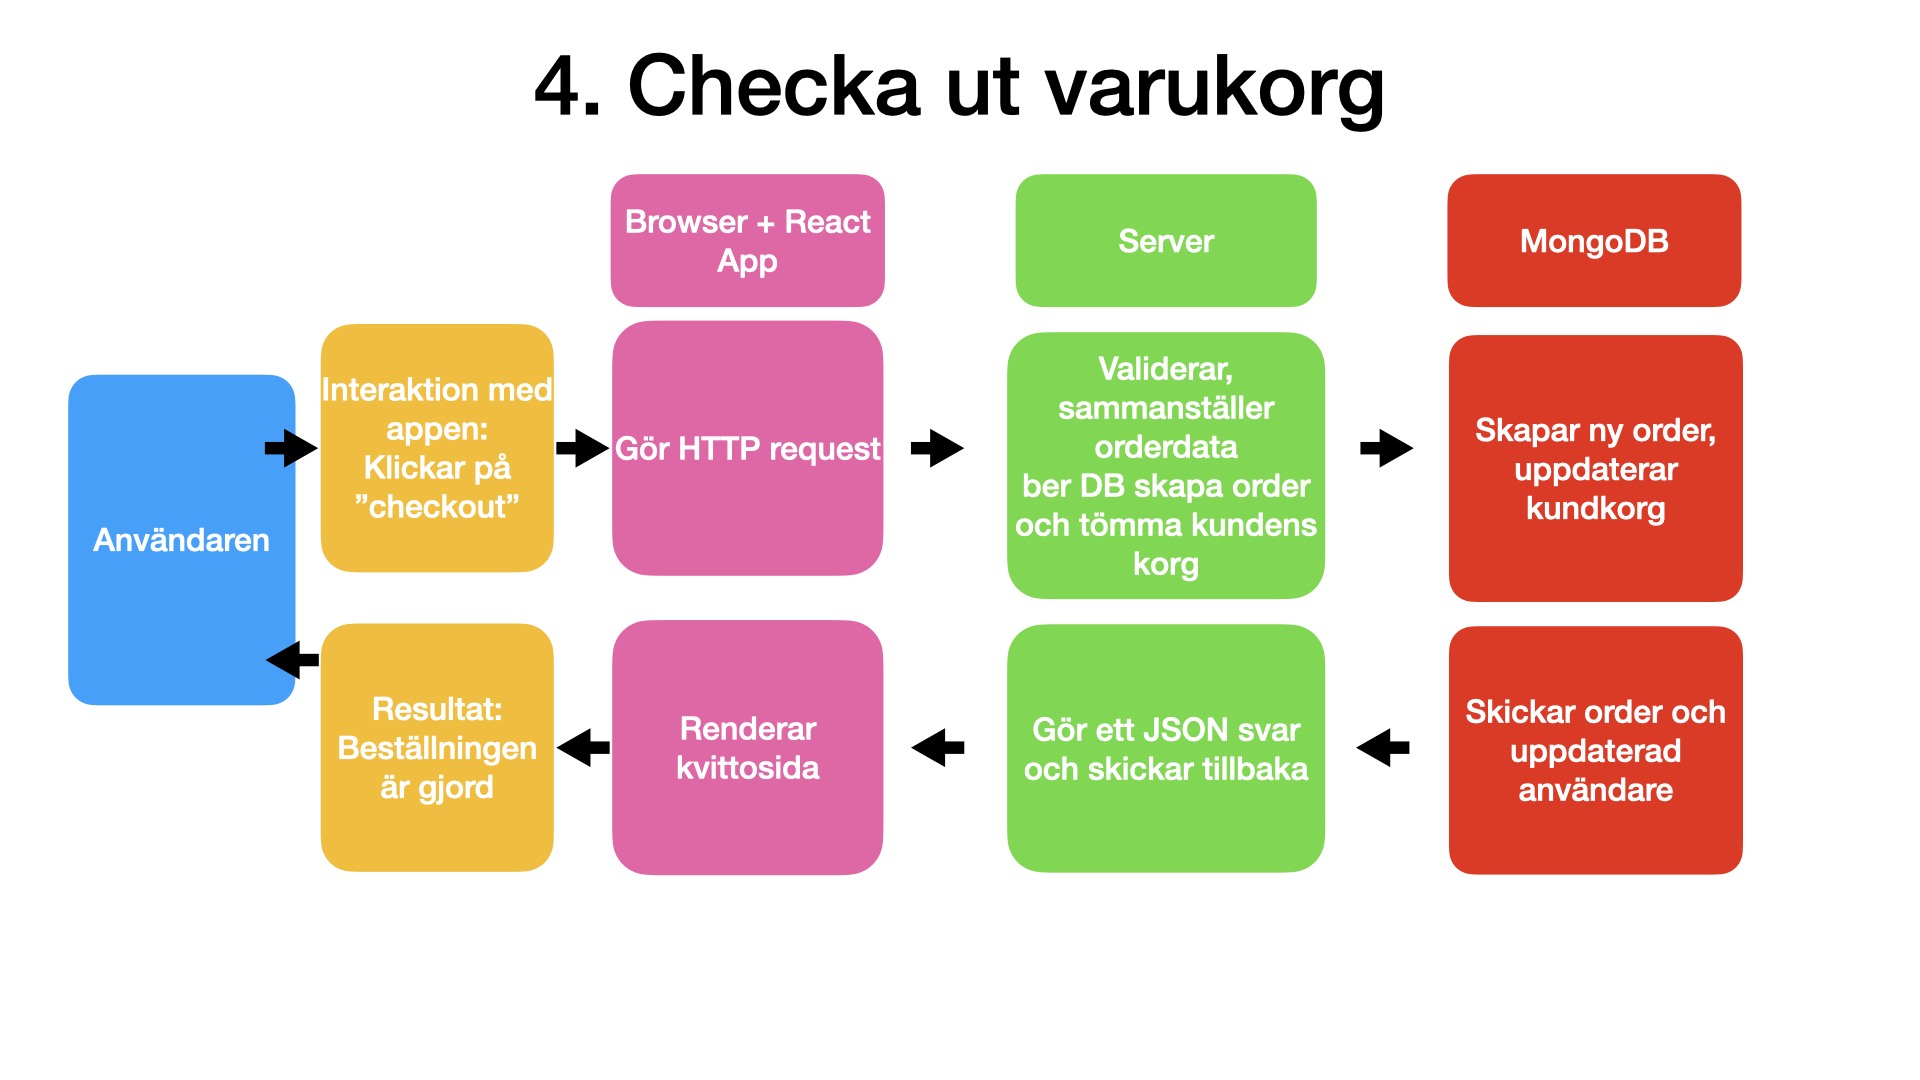 4. Checka ut varukorg
Browser + React
App
Server
MongoDB
Användaren
Interaktion med
appen:
Klickar på
”checkout”
Gör HTTP request
Validerar,
sammanställer
orderdata
ber DB skapa order
och tömma kundens
korg
Skapar ny order,
uppdaterar
kundkorg
Resultat:
Beställningen
är gjord
Renderar
kvittosida
Gör ett JSON svar
och skickar tillbaka
Skickar order och
uppdaterad
användare